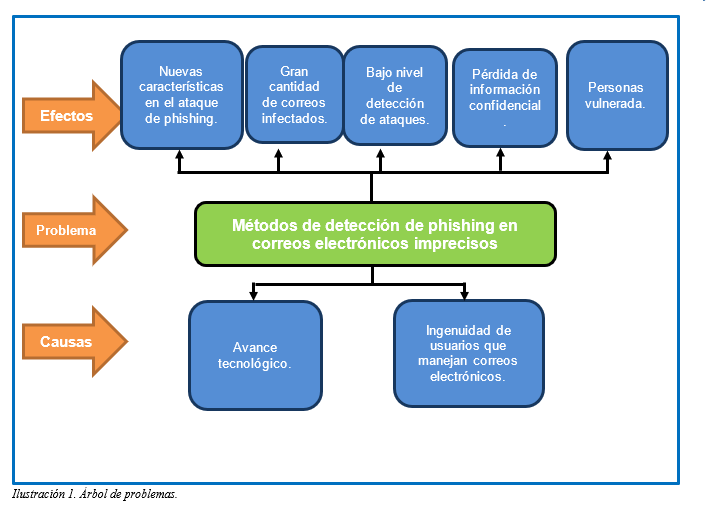 Efectos
Nuevas
características
en el ataque
de phishing.
Gran
cantidad
de correos
infectados.
Bajo nivel
de
detección
de ataques.
Pérdida de
información
confidencial
.
Personas
vulnerada.
Problema
Métodos de detección de phishing en
correos electrónicos imprecisos
Causas
Avance
tecnológico.
Ingenuidad de
usuarios que
manejan correos
electrónicos.
Ilustración 1. Árbol de problemas.